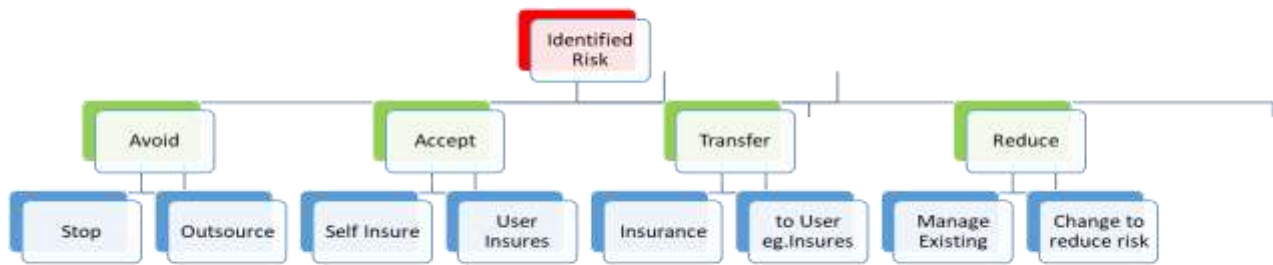 Identified
Risk
Avoid
Accept
Transfer
Reduce
Stop
Outsource
Self Insure
User
Insures
Insurance
to User
eg.Insures
Manage
Existing
Change to
reduce risk